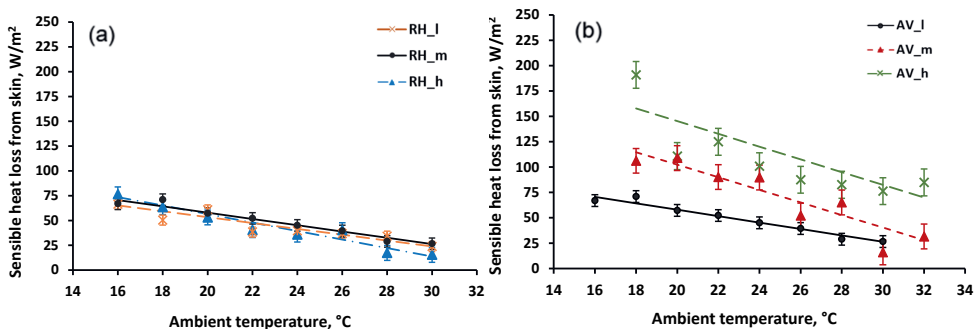 (a)
RH_l
RH_m
RH_h
Sensible heat loss from skin, W/m²
250
225
200
175
150
125
100
75
50
25
0
14 16 18 20 22 24 26 28 30 32
Ambient temperature, °C
(b)
AV_l
AV_m
AV_h
Sensible heat loss from skin, W/m²
250
225
200
175
150
125
100
75
50
25
0
14 16 18 20 22 24 26 28 30 32 34
Ambient temperature, °C